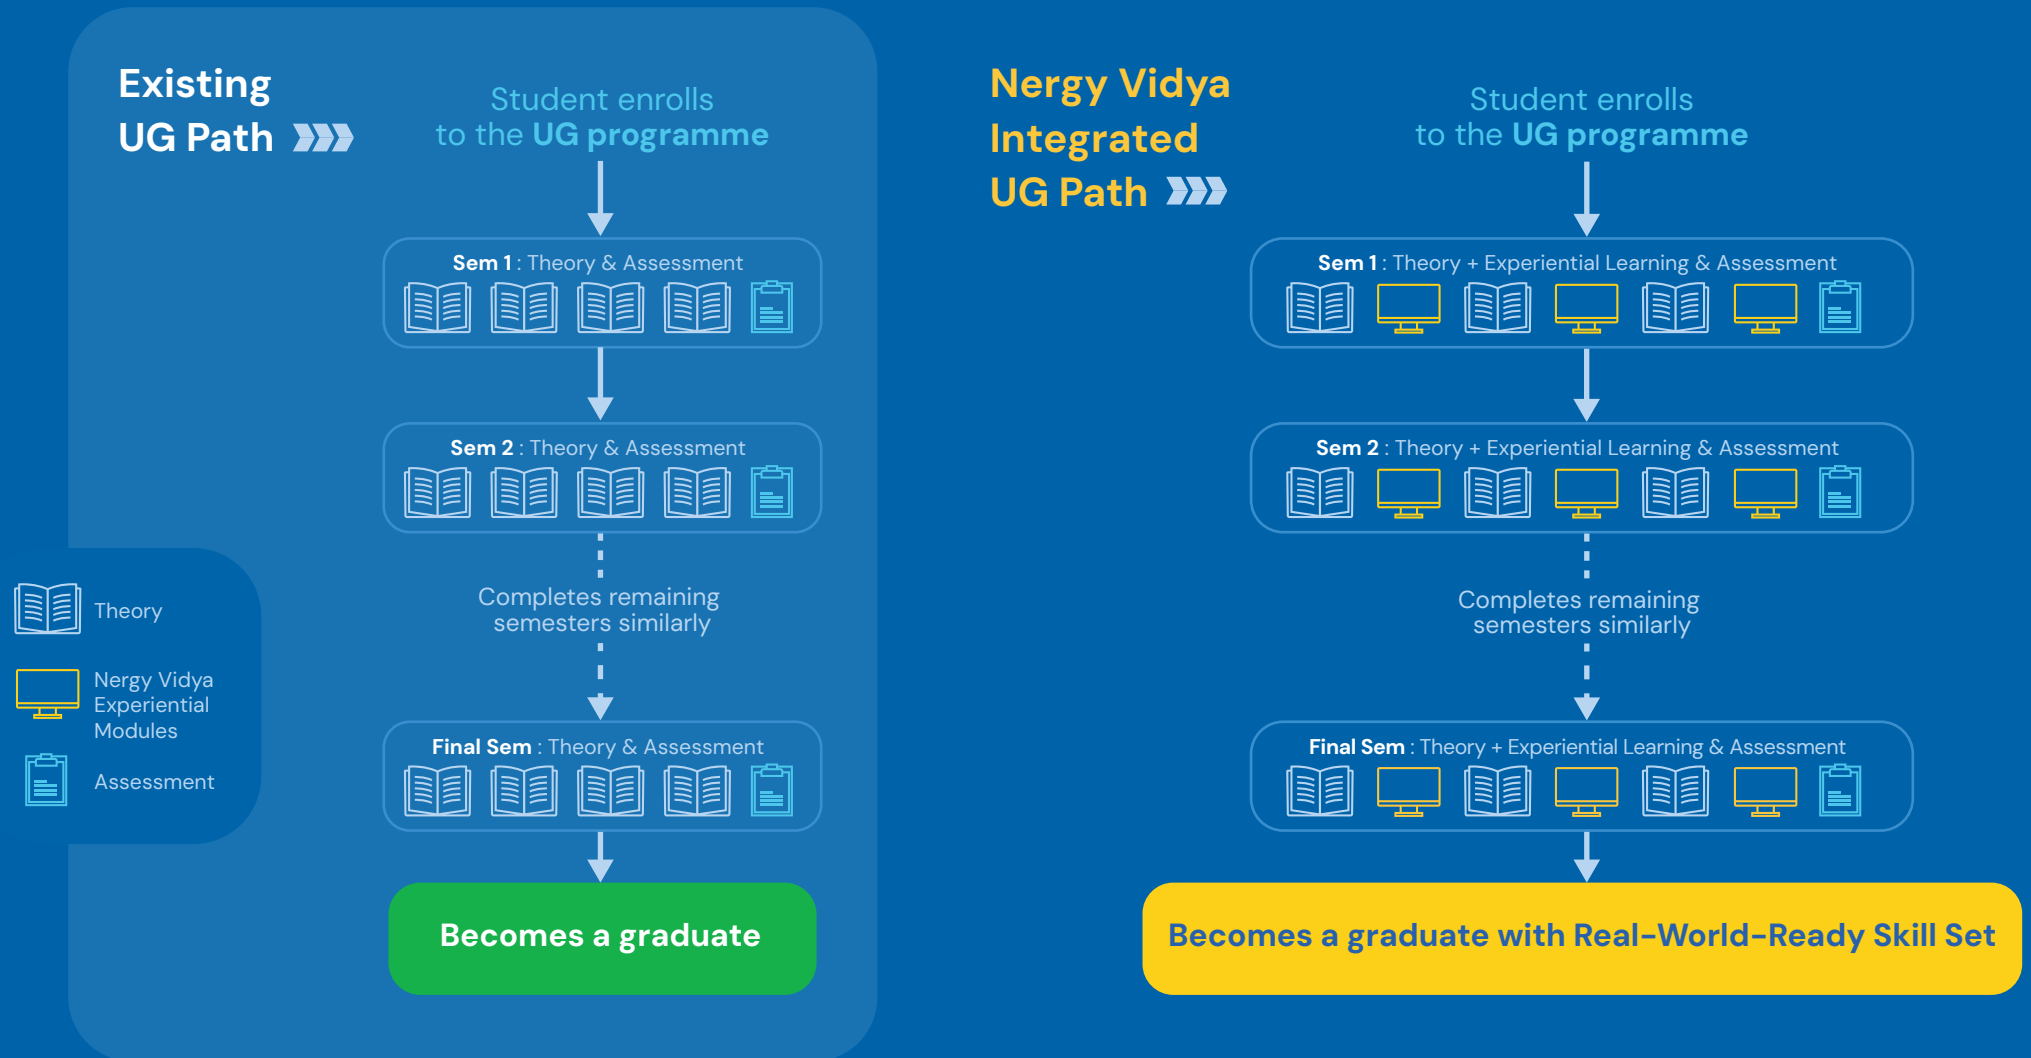 Existing
UG Path
Student enrolls
to the UG programme
Sem 1 : Theory & Assessment
Sem 2 : Theory & Assessment
Completes remaining
semesters similarly
Final Sem : Theory & Assessment
Becomes a graduate
Theory
Nergy Vidya
Experiential
Modules
Assessment
Nergy Vidya
Integrated
UG Path
Student enrolls
to the UG programme
Sem 1 : Theory + Experiential Learning & Assessment
Sem 2 : Theory + Experiential Learning & Assessment
Completes remaining
semesters similarly
Final Sem : Theory + Experiential Learning & Assessment
Becomes a graduate with Real-World-Ready Skill Set